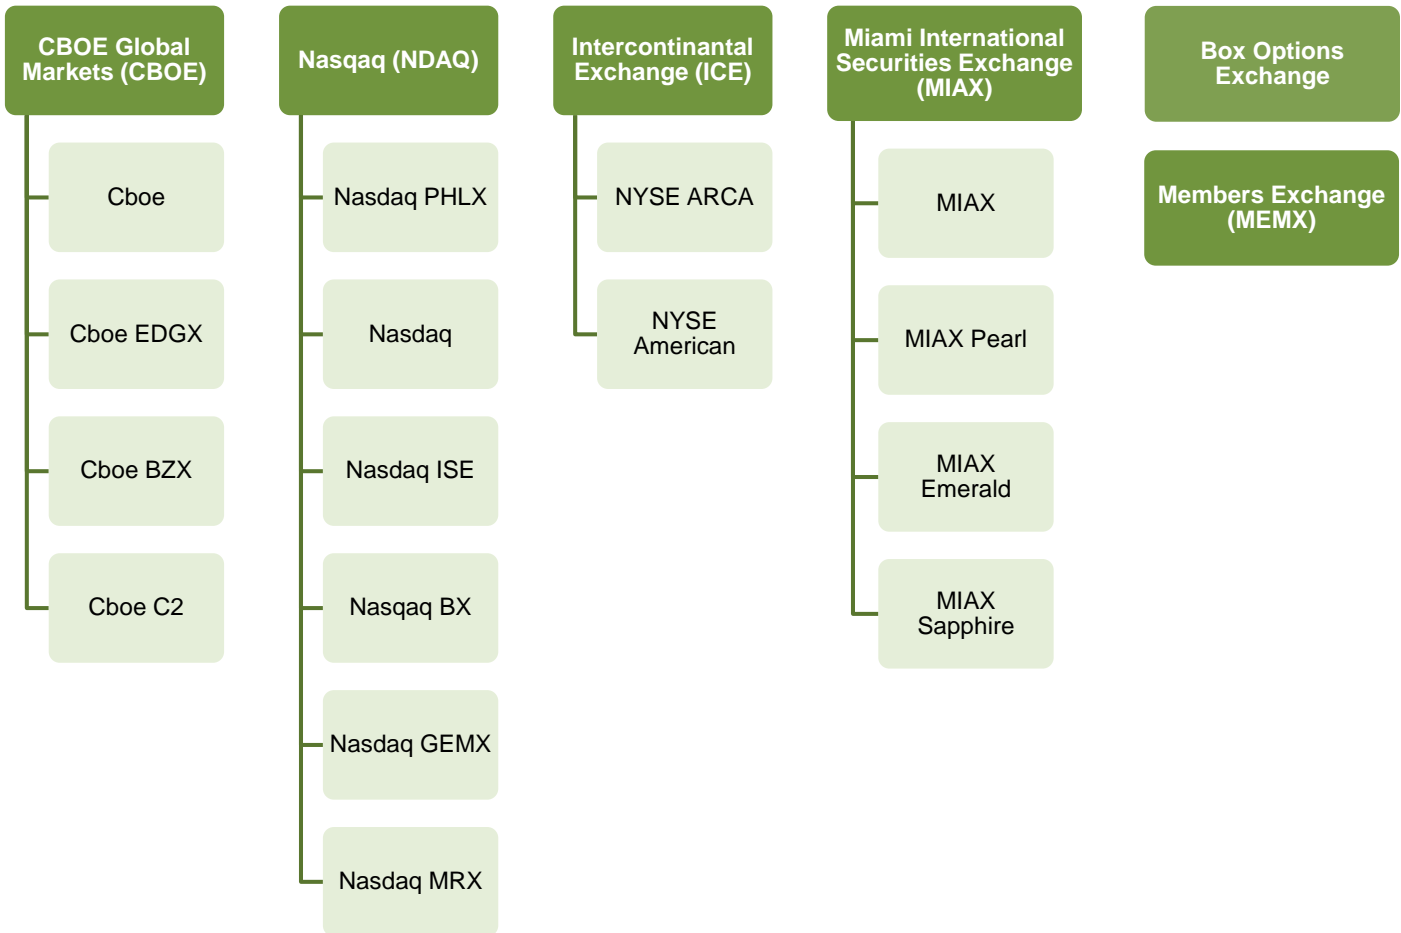 CBOE Global
Markets (CBOE)
Cboe
Cboe EDGX
Cboe BZX
Cboe C2
Nasqaq (NDAQ)
Nasdaq PHLX
Nasdaq
Nasdaq ISE
Nasqaq BX
Nasdaq GEMX
Nasdaq MRX
Intercontinantal
Exchange (ICE)
NYSE ARCA
NYSE
American
Miami International
Securities Exchange
(MIAX)
MIAX
MIAX Pearl
MIAX
Emerald
MIAX
Sapphire
Box Options
Exchange
Members Exchange
(MEMX)